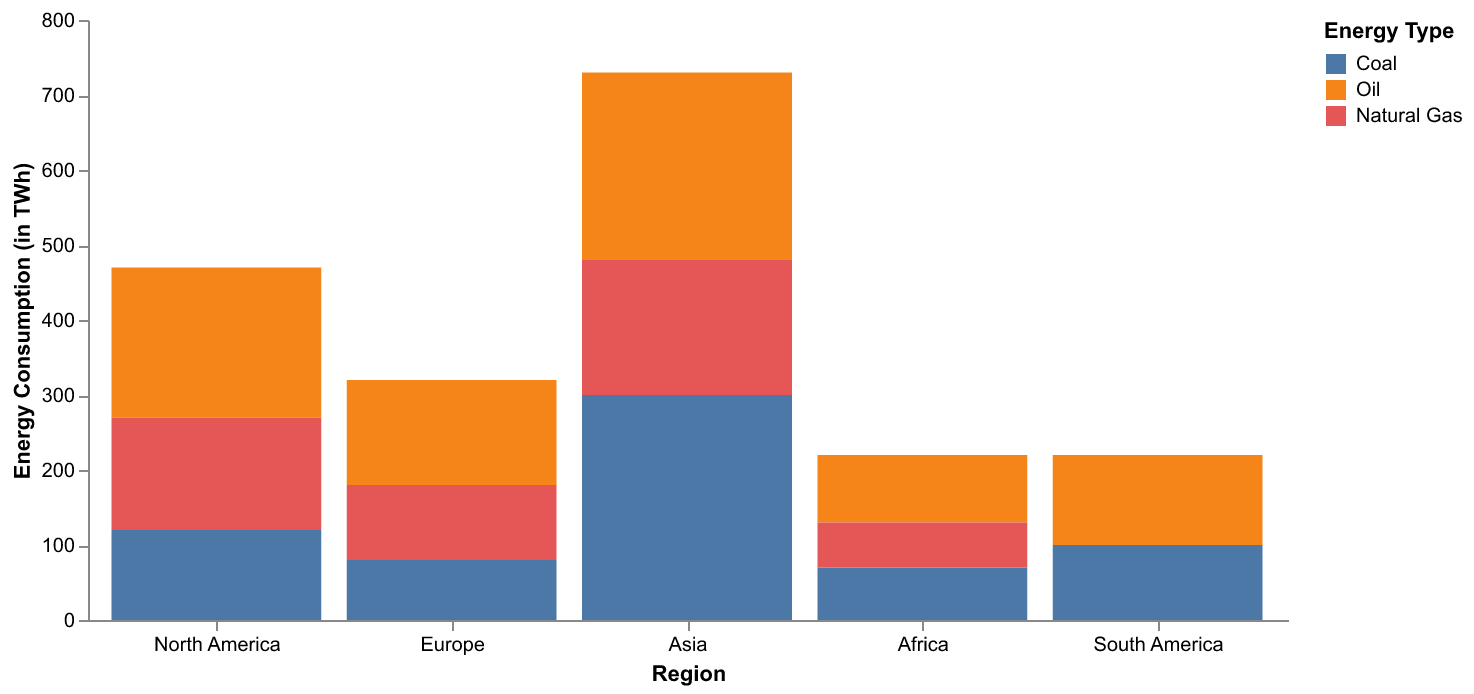 Energy Consumption (in TWh)
800
700
600
500
400
300
200
100
0
North America Europe Asia Africa South America
Region
Energy Type
Coal
Oil
Natural Gas